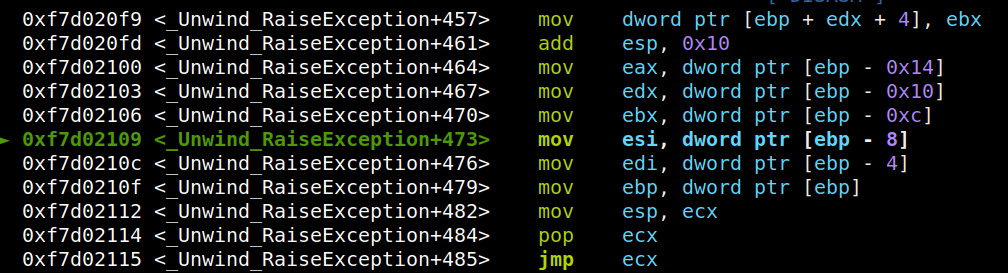 0xf7d020f9 <_Unwind_RaiseException+457> mov dword ptr [ebp + edx + 4], ebx
0xf7d020fd <_Unwind_RaiseException+461> add esp, 0x10
0xf7d02100 <_Unwind_RaiseException+464> mov eax, dword ptr [ebp - 0x14]
0xf7d02103 <_Unwind_RaiseException+467> mov edx, dword ptr [ebp - 0x10]
0xf7d02106 <_Unwind_RaiseException+470> mov ebx, dword ptr [ebp - 0xc]
► 0xf7d02109 <_Unwind_RaiseException+473> mov esi, dword ptr [ebp - 8]
0xf7d0210c <_Unwind_RaiseException+476> mov edi, dword ptr [ebp - 4]
0xf7d0210f <_Unwind_RaiseException+479> mov ebp, dword ptr [ebp]
0xf7d02112 <_Unwind_RaiseException+482> mov esp, ecx
0xf7d02114 <_Unwind_RaiseException+484> pop ecx
0xf7d02115 <_Unwind_RaiseException+485> jmp ecx